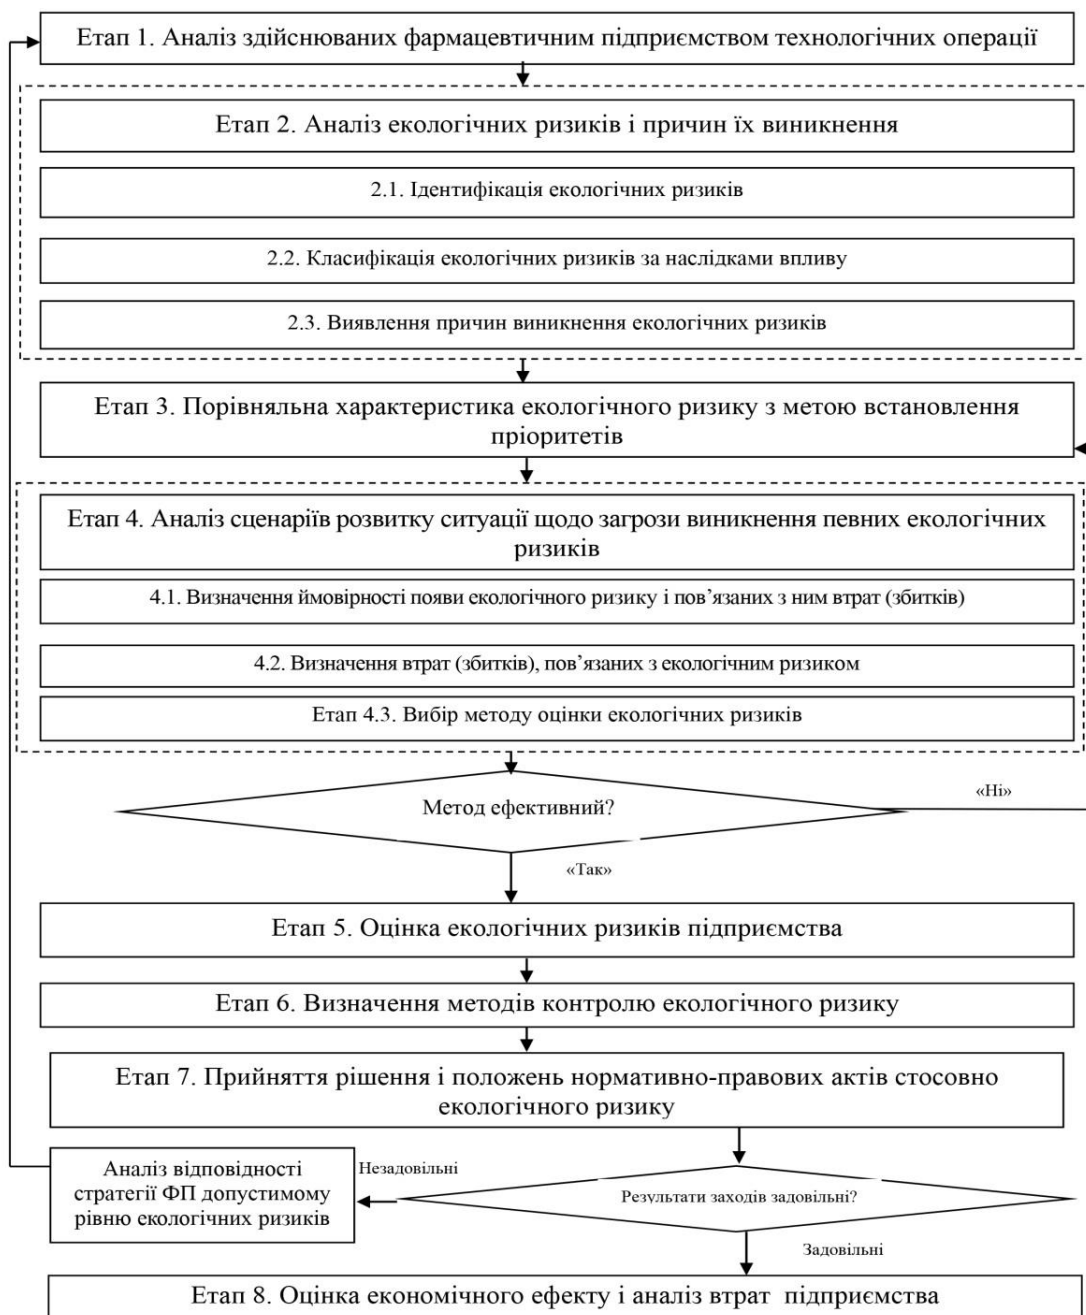 Етап 1. Аналіз здійснюваних фармацевтичним підприємством технологічних операції
Етап 2. Аналіз екологічних ризиків і причин їх виникнення
2.1. Ідентифікація екологічних ризиків
2.2. Класифікація екологічних ризиків за наслідками впливу
2.3. Виявлення причин виникнення екологічних ризиків
Етап 3. Порівняльна характеристика екологічного ризику з метою встановлення
пріоритетів
Етап 4. Аналіз сценаріїв розвитку ситуації щодо загрози виникнення певних екологічних
ризиків
4.1. Визначення ймовірності появи екологічного ризику і пов’язаних з ним втрат (збитків)
4.2. Визначення втрат (збитків), пов’язаних з екологічним ризиком
Етап 4.3. Вибір методу оцінки екологічних ризиків
Метод ефективний?
«Ні»
«Так»
Етап 5. Оцінка екологічних ризиків підприємства
Етап 6. Визначення методів контролю екологічного ризику
Етап 7. Прийняття рішення і положень нормативно-правових актів стосовно
екологічного ризику
Аналіз відповідності
стратегії ФП допустимому
рівню екологічних ризиків
Незадовільні
Результати заходів задовільні?
Задовільні
Етап 8. Оцінка економічного ефекту і аналіз втрат підприємства